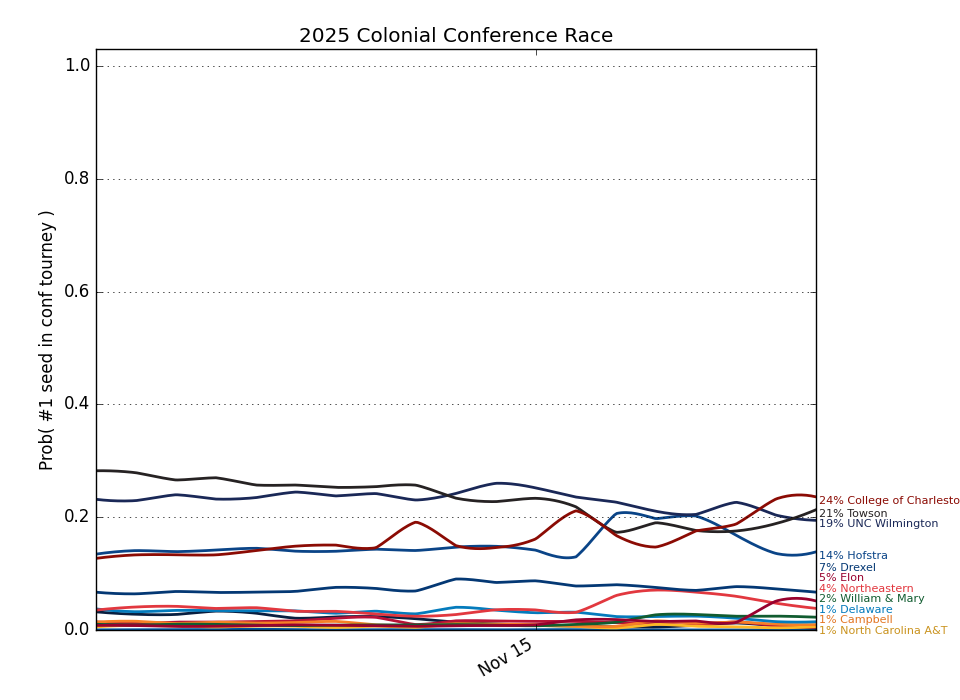 2025 Colonial Conference Race
Prob( #1 seed in conf tourney )
1.0
0.8
0.6
0.4
0.2
0.0
Nov 15
24% College of Charlesto
21% Towson
19% UNC Wilmington
14% Hofstra
7% Drexel
5% Elon
4% Northeastern
2% William & Mary
1% Delaware
1% Campbell
1% North Carolina A&T